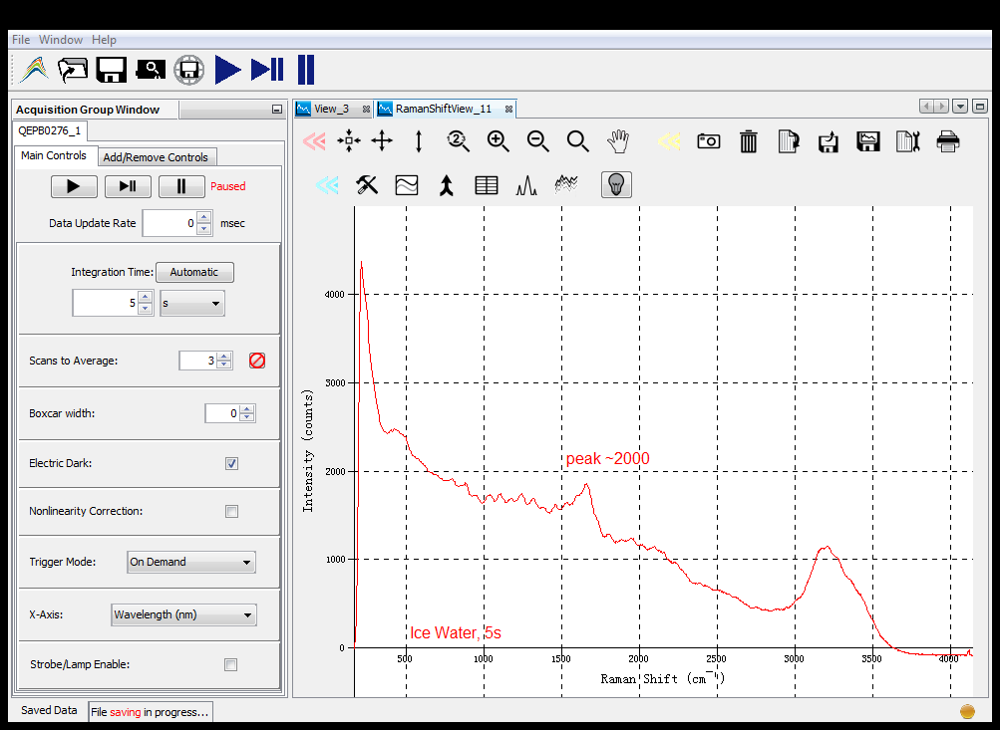 File Window Help
Acquisition Group Window
QEPB0276_1
Main Controls Add/Remove Controls
Paused
Data Update Rate 0 msec
Integration Time: Automatic
5 s
Scans to Average: 3
Boxcar width: 0
Electric Dark:
Nonlinearity Correction:
Trigger Mode: On Demand
X-Axis: Wavelength (nm)
Strobe/Lamp Enable:
Saved Data File saving in progress...
View_3 RamanShiftView_11
2
Intensity (counts)
4000
3000
2000
1000
0
peak ~2000
Ice Water, 5s
500 1000 1500 2000 2500 3000 3500 4000
Raman Shift (cm⁻¹)